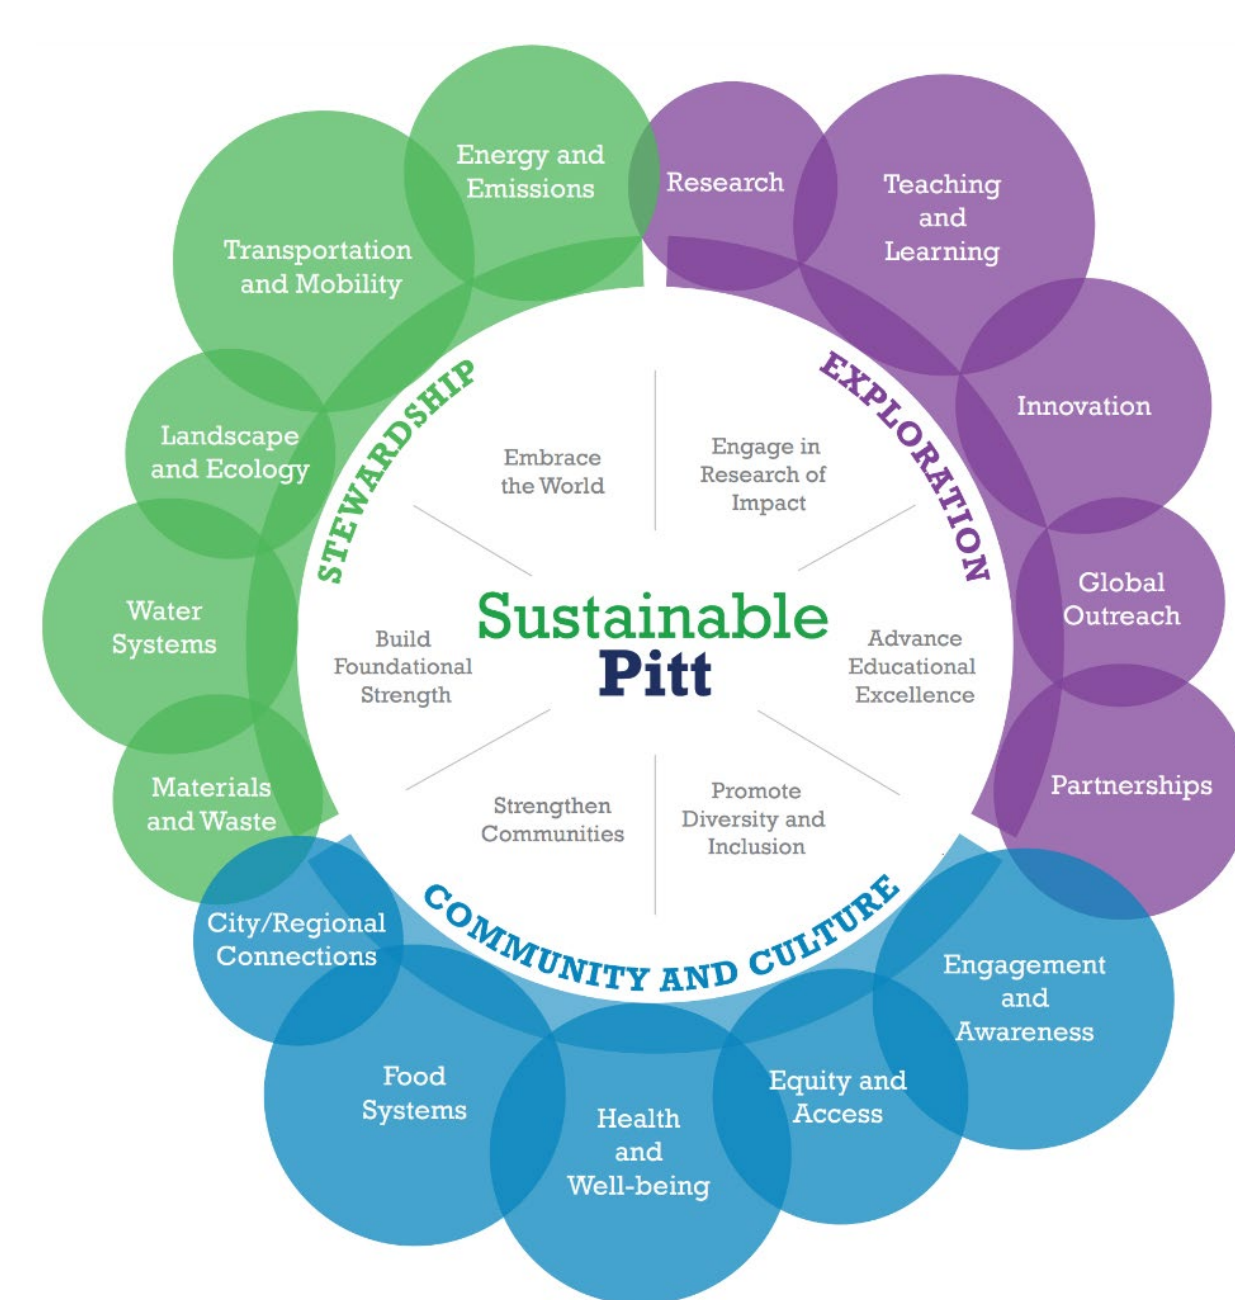 Energy and
Emissions
Research
Teaching
and
Learning
Transportation
and Mobility
Innovation
Landscape
and Ecology
Global
Outreach
Water
Systems
Partnerships
Materials
and Waste
City/Regional
Connections
Engagement
and
Awareness
Food
Systems
Equity and
Access
Health
and
Well-being
STEWARDSHIP
EXPLORATION
COMMUNITY AND CULTURE
Embrace
the World
Engage in
Research of
Impact
Build
Foundational
Strength
Advance
Educational
Excellence
Strengthen
Communities
Promote
Diversity and
Inclusion
Sustainable
Pitt